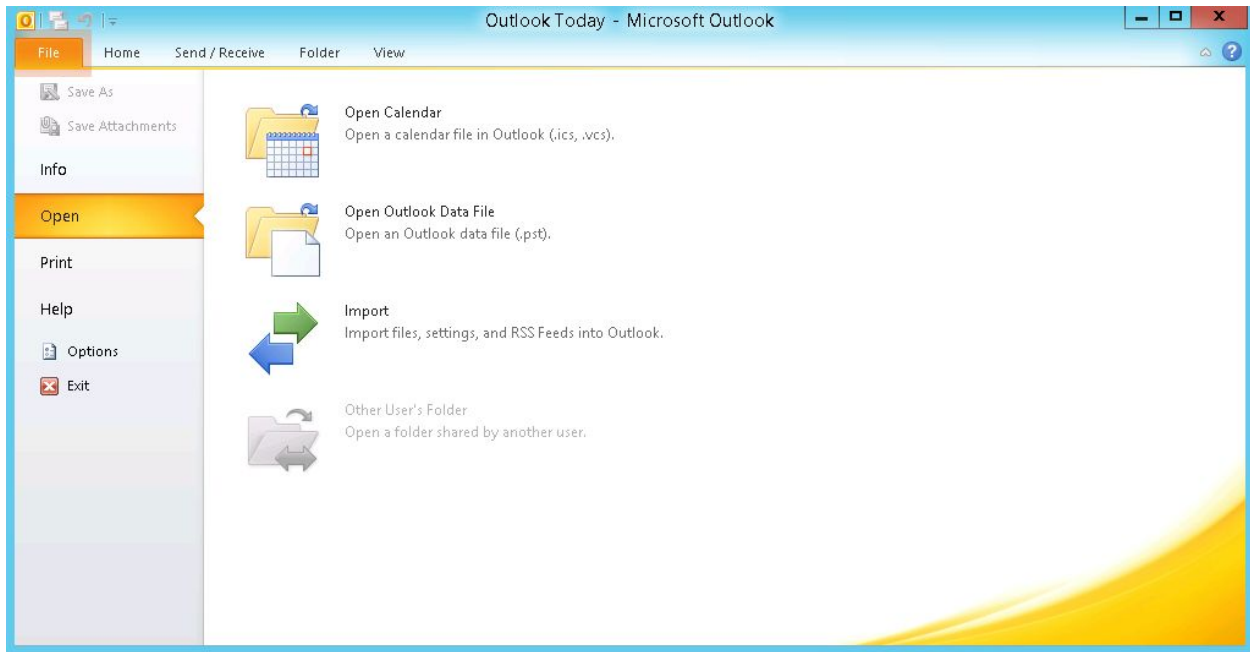 Outlook Today - Microsoft Outlook
File Home Send / Receive Folder View
Save As
Save Attachments
Info
Open
Print
Help
Options
Exit
Open Calendar
Open a calendar file in Outlook (.ics, .vcs).
Open Outlook Data File
Open an Outlook data file (.pst).
Import
Import files, settings, and RSS Feeds into Outlook.
Other User's Folder
Open a folder shared by another user.